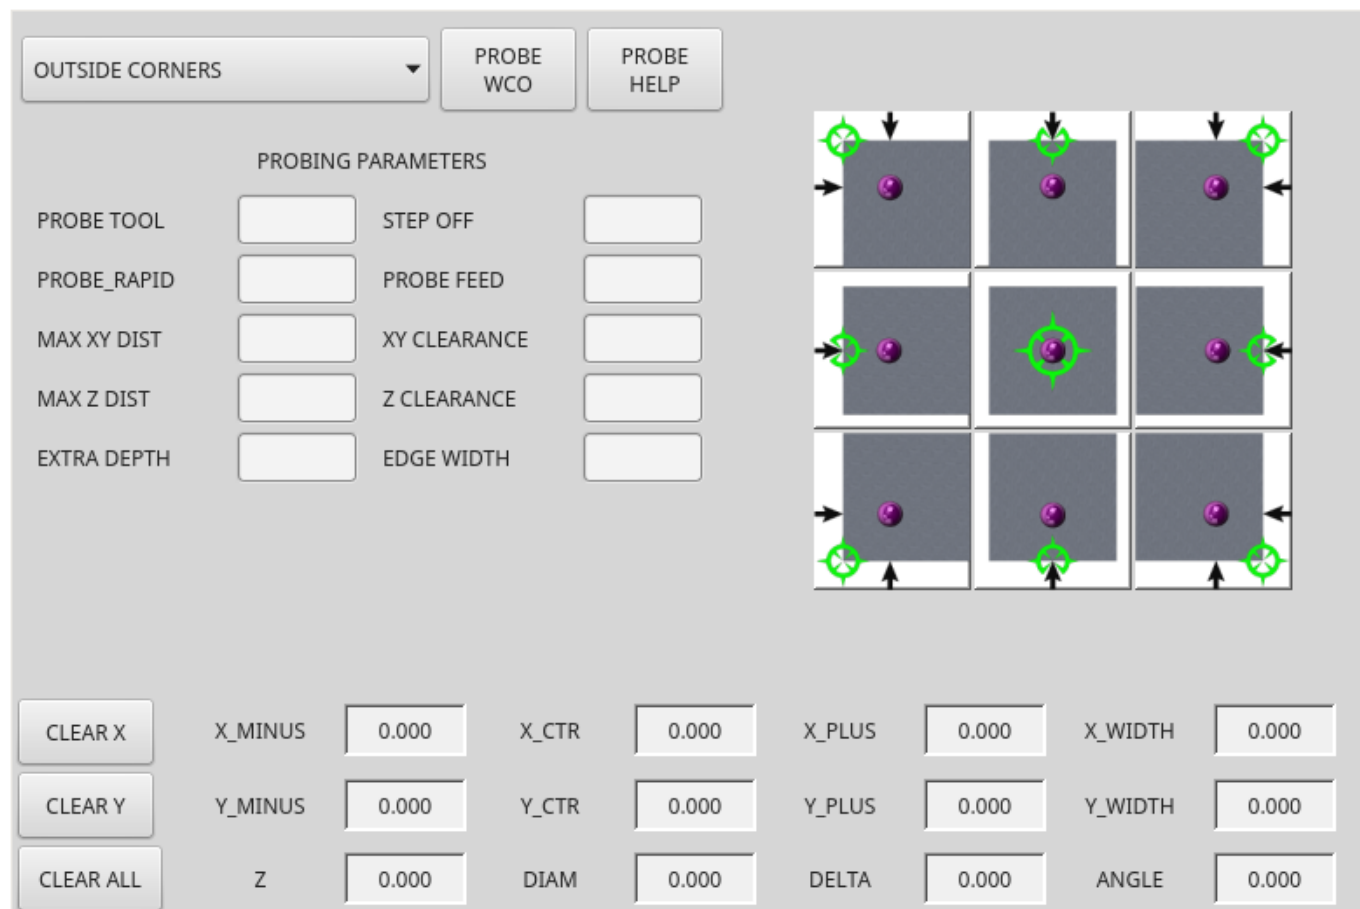 OUTSIDE CORNERS
PROBE
WCO
PROBE
HELP
PROBING PARAMETERS
PROBE TOOL
STEP OFF
PROBE_RAPID
PROBE FEED
MAX XY DIST
XY CLEARANCE
MAX Z DIST
Z CLEARANCE
EXTRA DEPTH
EDGE WIDTH
CLEAR X
X_MINUS
0.000
X_CTR
0.000
X_PLUS
0.000
X_WIDTH
0.000
CLEAR Y
Y_MINUS
0.000
Y_CTR
0.000
Y_PLUS
0.000
Y_WIDTH
0.000
CLEAR ALL
Z
0.000
DIAM
0.000
DELTA
0.000
ANGLE
0.000